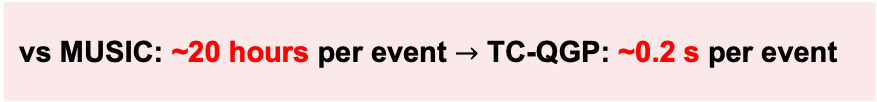 vs MUSIC: ~20 hours per event → TC-QGP: ~0.2 s per event